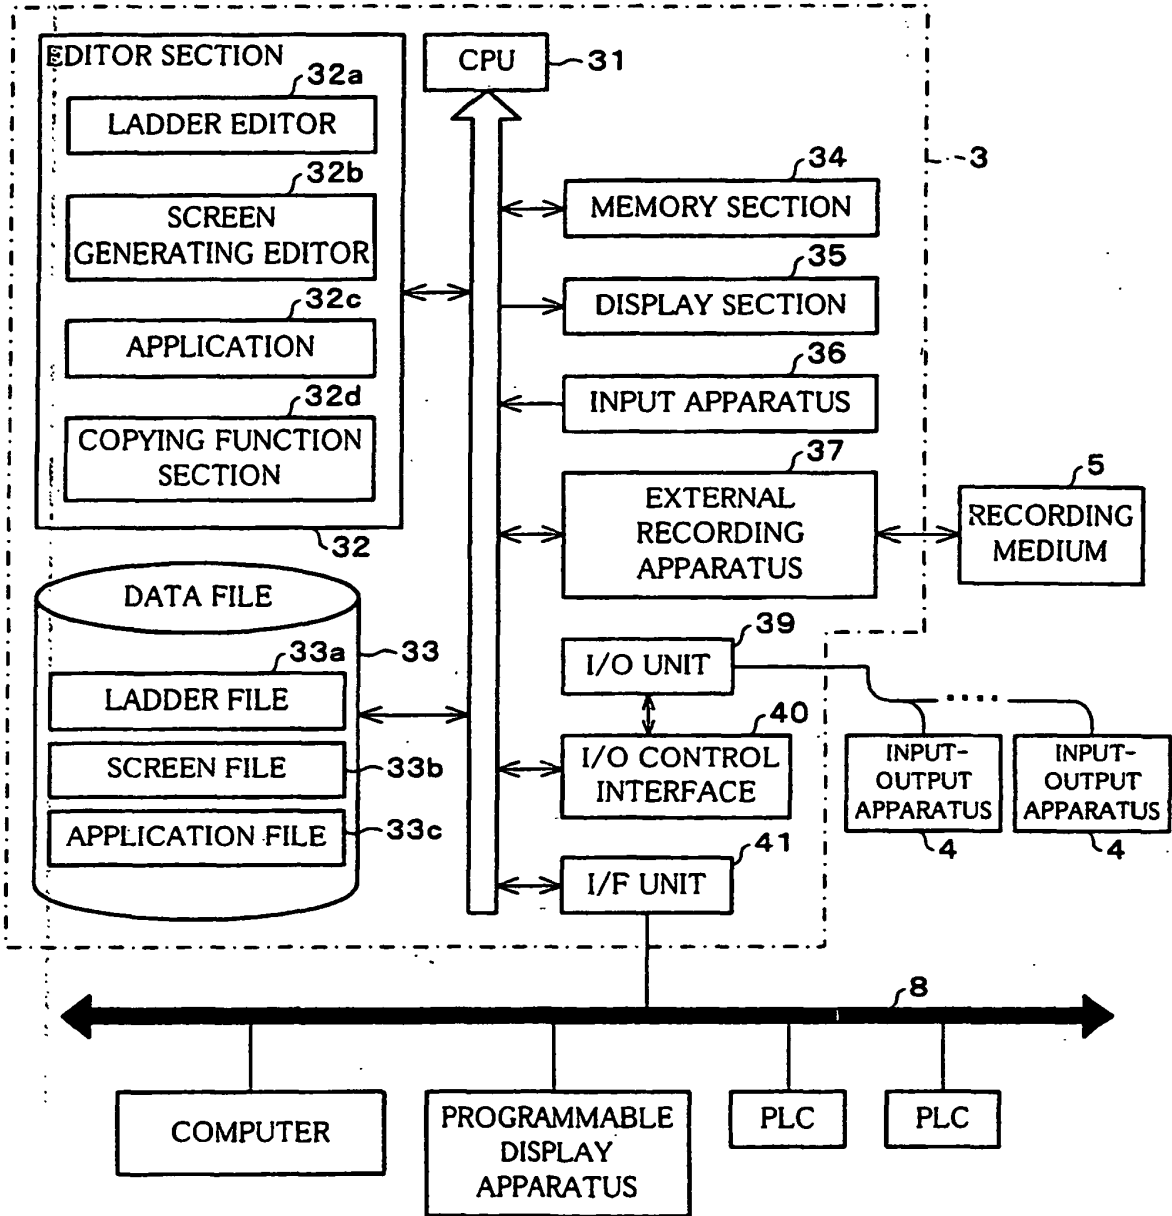 EDITOR SECTION
32a
LADDER EDITOR
32b
SCREEN
GENERATING EDITOR
32c
APPLICATION
32d
COPYING FUNCTION
SECTION
32
CPU
31
3
34
MEMORY SECTION
35
DISPLAY SECTION
36
INPUT APPARATUS
37
EXTERNAL
RECORDING
APPARATUS
5
RECORDING
MEDIUM
DATA FILE
33
33a
LADDER FILE
SCREEN FILE
33b
APPLICATION FILE
33c
39
I/O UNIT
40
I/O CONTROL
INTERFACE
41
I/F UNIT
INPUT-
OUTPUT
APPARATUS
4
INPUT-
OUTPUT
APPARATUS
4
8
COMPUTER
PROGRAMMABLE
DISPLAY
APPARATUS
PLC
PLC